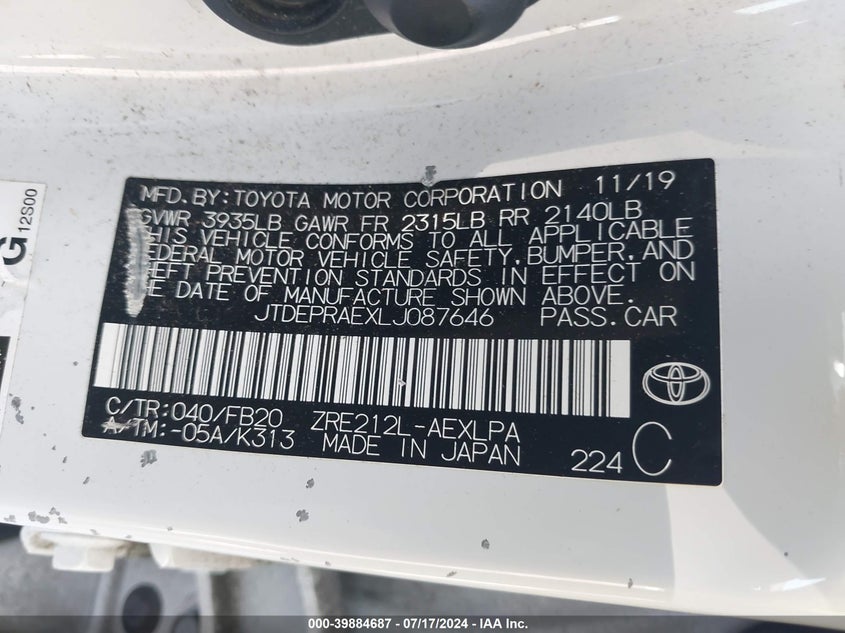 MFD.BY:TOYOTA MOTOR CORPORATION 11/19
GVWR 3935LB GAWR FR 2315LB RR 2140LB
THIS VEHICLE CONFORMS TO ALL APPLICABLE
FEDERAL MOTOR VEHICLE SAFETY,BUMPER,AND
THEFT PREVENTION STANDARDS IN EFFECT ON
THE DATE OF MANUFACTURE SHOWN ABOVE.
JTDEPRAEXLJ087646 PASS.CAR
C/TR:040/FB20 ZRE212L-AEXLPA
A/TM:-05A/K313 MADE IN JAPAN
224 C
G
12S00
000-39884687 - 07/17/2024 - IAA Inc.